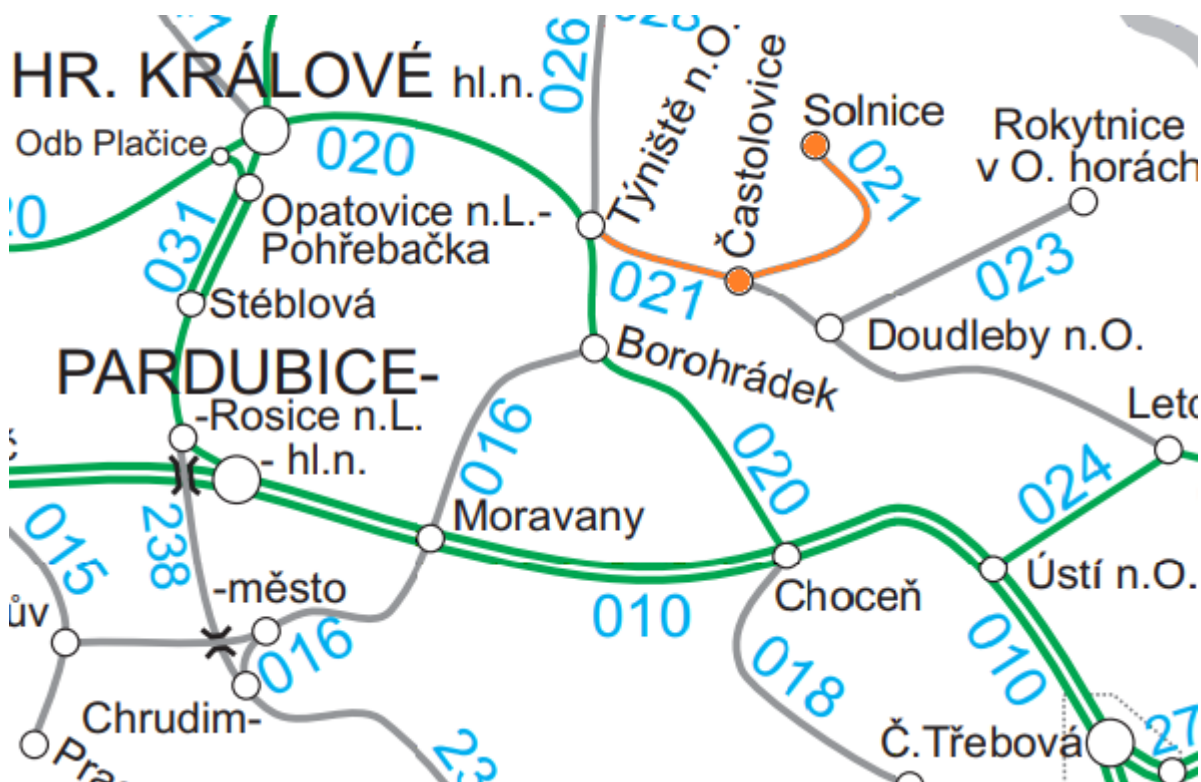 026
HR. KRÁLOVÉ hl.n.
Týniště n.O.
Častolovice
Solnice
Rokytnice
v O. horách
Odb Plačice
020
021
031
Opatovice n.L.-
Pohřebačka
023
021
Stéblová
Doudleby n.O.
Borohrádek
PARDUBICE-
-Rosice n.L.
016
020
- hl.n.
024
Moravany
015
238
-město
010
Choceň
Ústí n.O.
016
010
018
Chrudim-
Č.Třebová